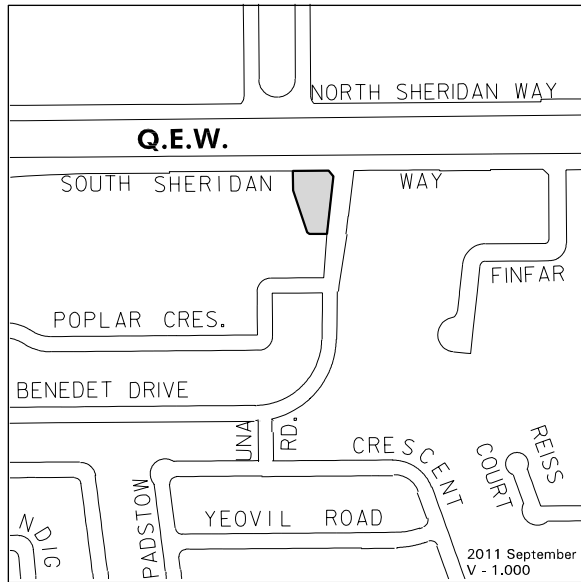 NORTH SHERIDAN WAY
Q.E.W.
SOUTH SHERIDAN WAY
FINFAR
POPLAR CRES.
BENEDET DRIVE
UNA RD.
CRESCENT
REISS COURT
PADSTOW
YEOVIL ROAD
NDIC
2011 September
V - 1.000